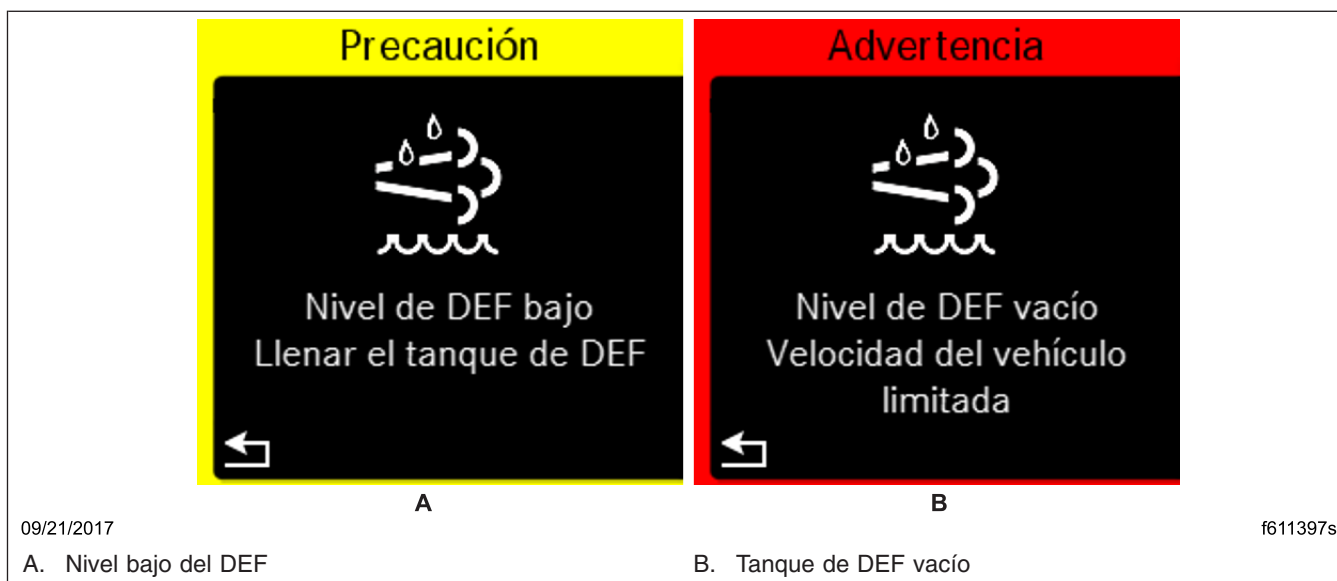 Precaución
Nivel de DEF bajo
Llenar el tanque de DEF
A
Advertencia
Nivel de DEF vacío
Velocidad del vehículo
limitada
B
09/21/2017
f611397s
A. Nivel bajo del DEF
B. Tanque de DEF vacío